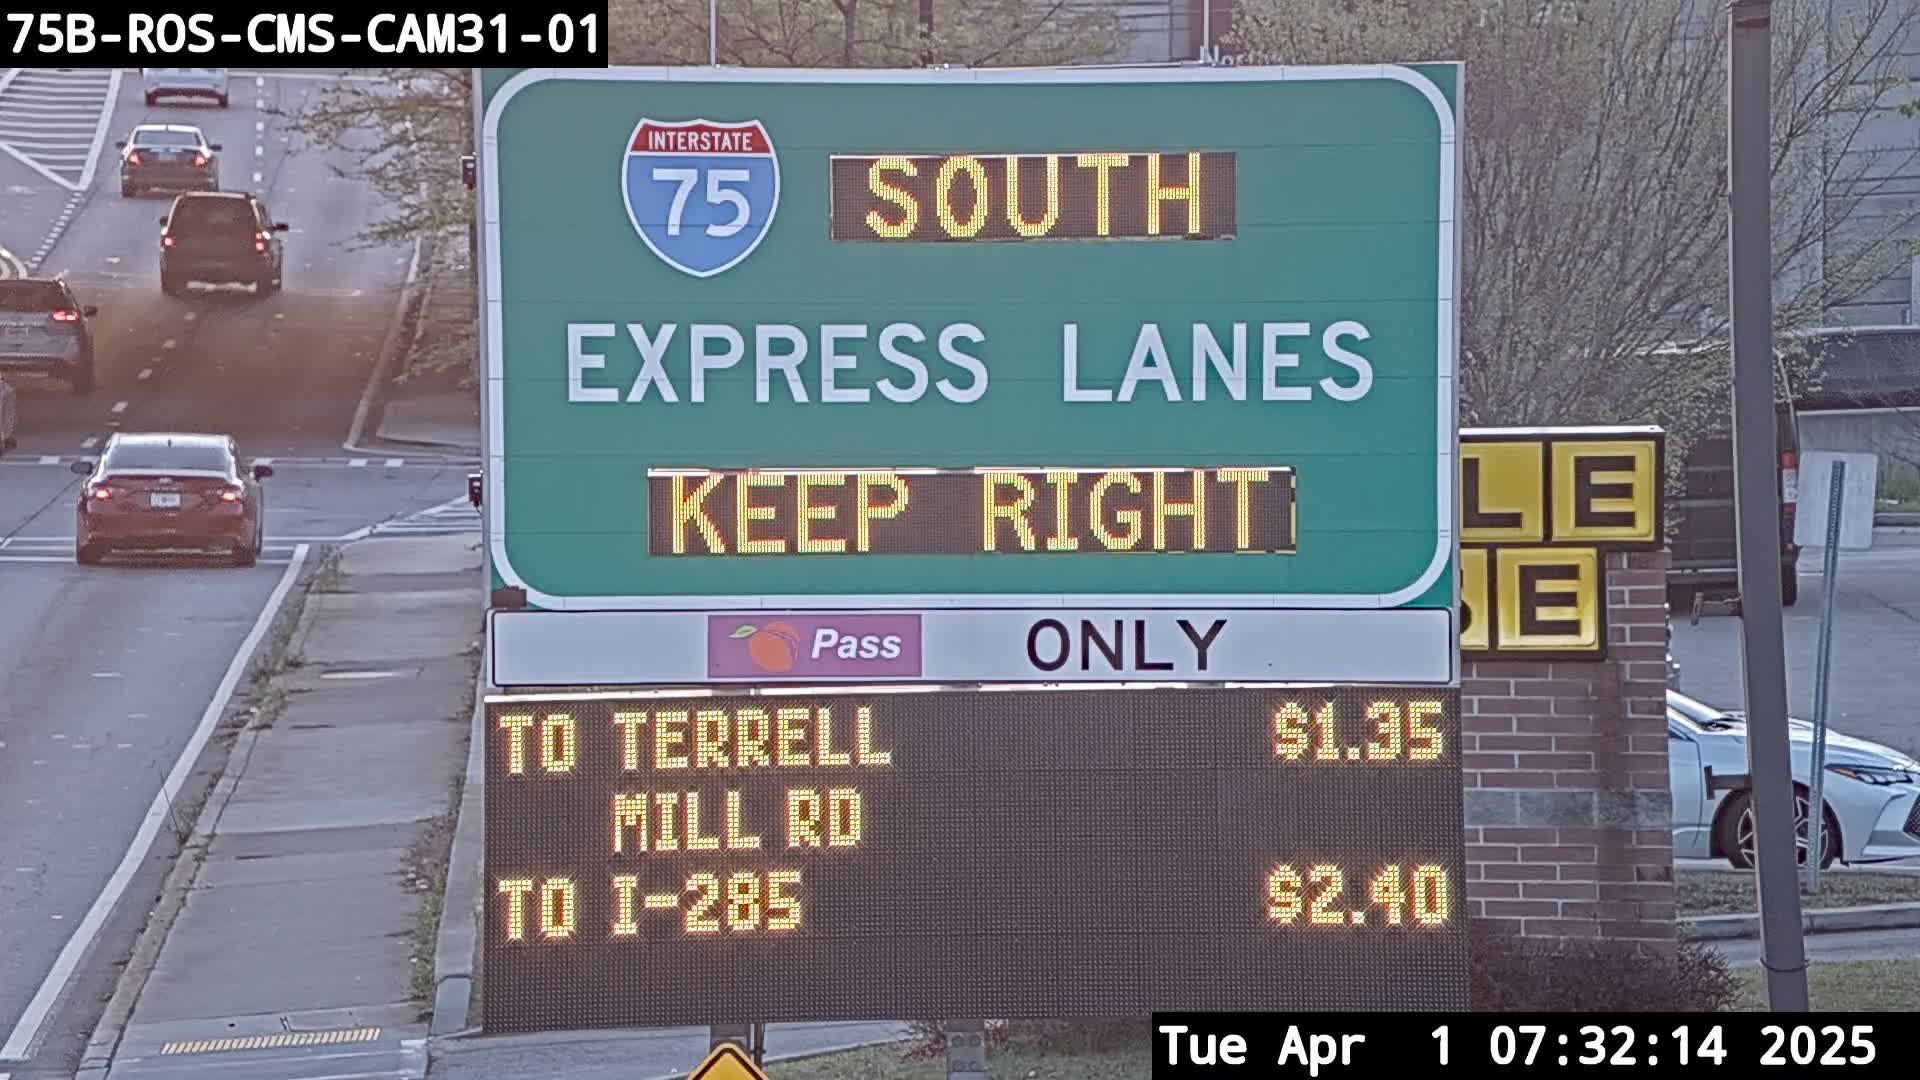 75B-ROS-CMS-CAM31-01
INTERSTATE
75
SOUTH
EXPRESS LANES
KEEP RIGHT
Pass ONLY
TO TERRELL $1.35
MILL RD
TO I-285 $2.40
LE
E
Tue Apr 1 07:32:14 2025